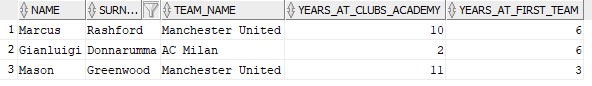 NAME SURN... TEAM_NAME YEARS_AT_CLUBS_ACADEMY YEARS_AT_FIRST_TEAM
1 Marcus Rashford Manchester United 10 6
2 Gianluigi Donnarumma AC Milan 2 6
3 Mason Greenwood Manchester United 11 3